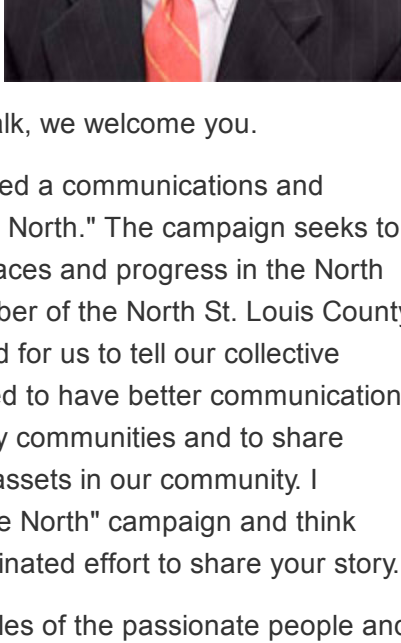 alk, we welcome you.
ed a communications and
North." The campaign seeks to
aces and progress in the North
ber of the North St. Louis County
d for us to tell our collective
ed to have better communication
y communities and to share
assets in our community. I
e North" campaign and think
inated effort to share your story.
les of the passionate people and